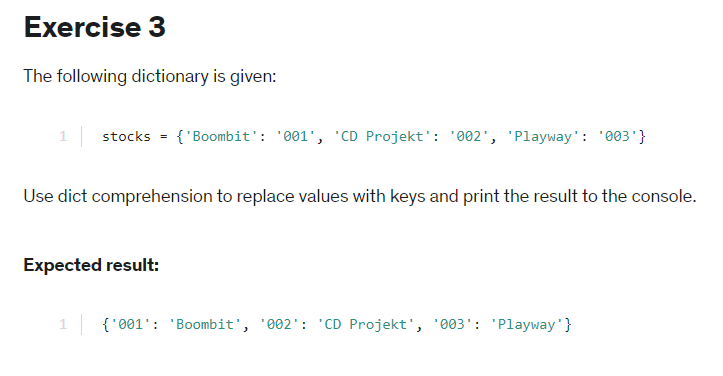 Exercise 3
The following dictionary is given:
1 stocks = {'Boombit': '001', 'CD Projekt': '002', 'Playway': '003'}
Use dict comprehension to replace values with keys and print the result to the console.
Expected result:
1 {'001': 'Boombit', '002': 'CD Projekt', '003': 'Playway'}